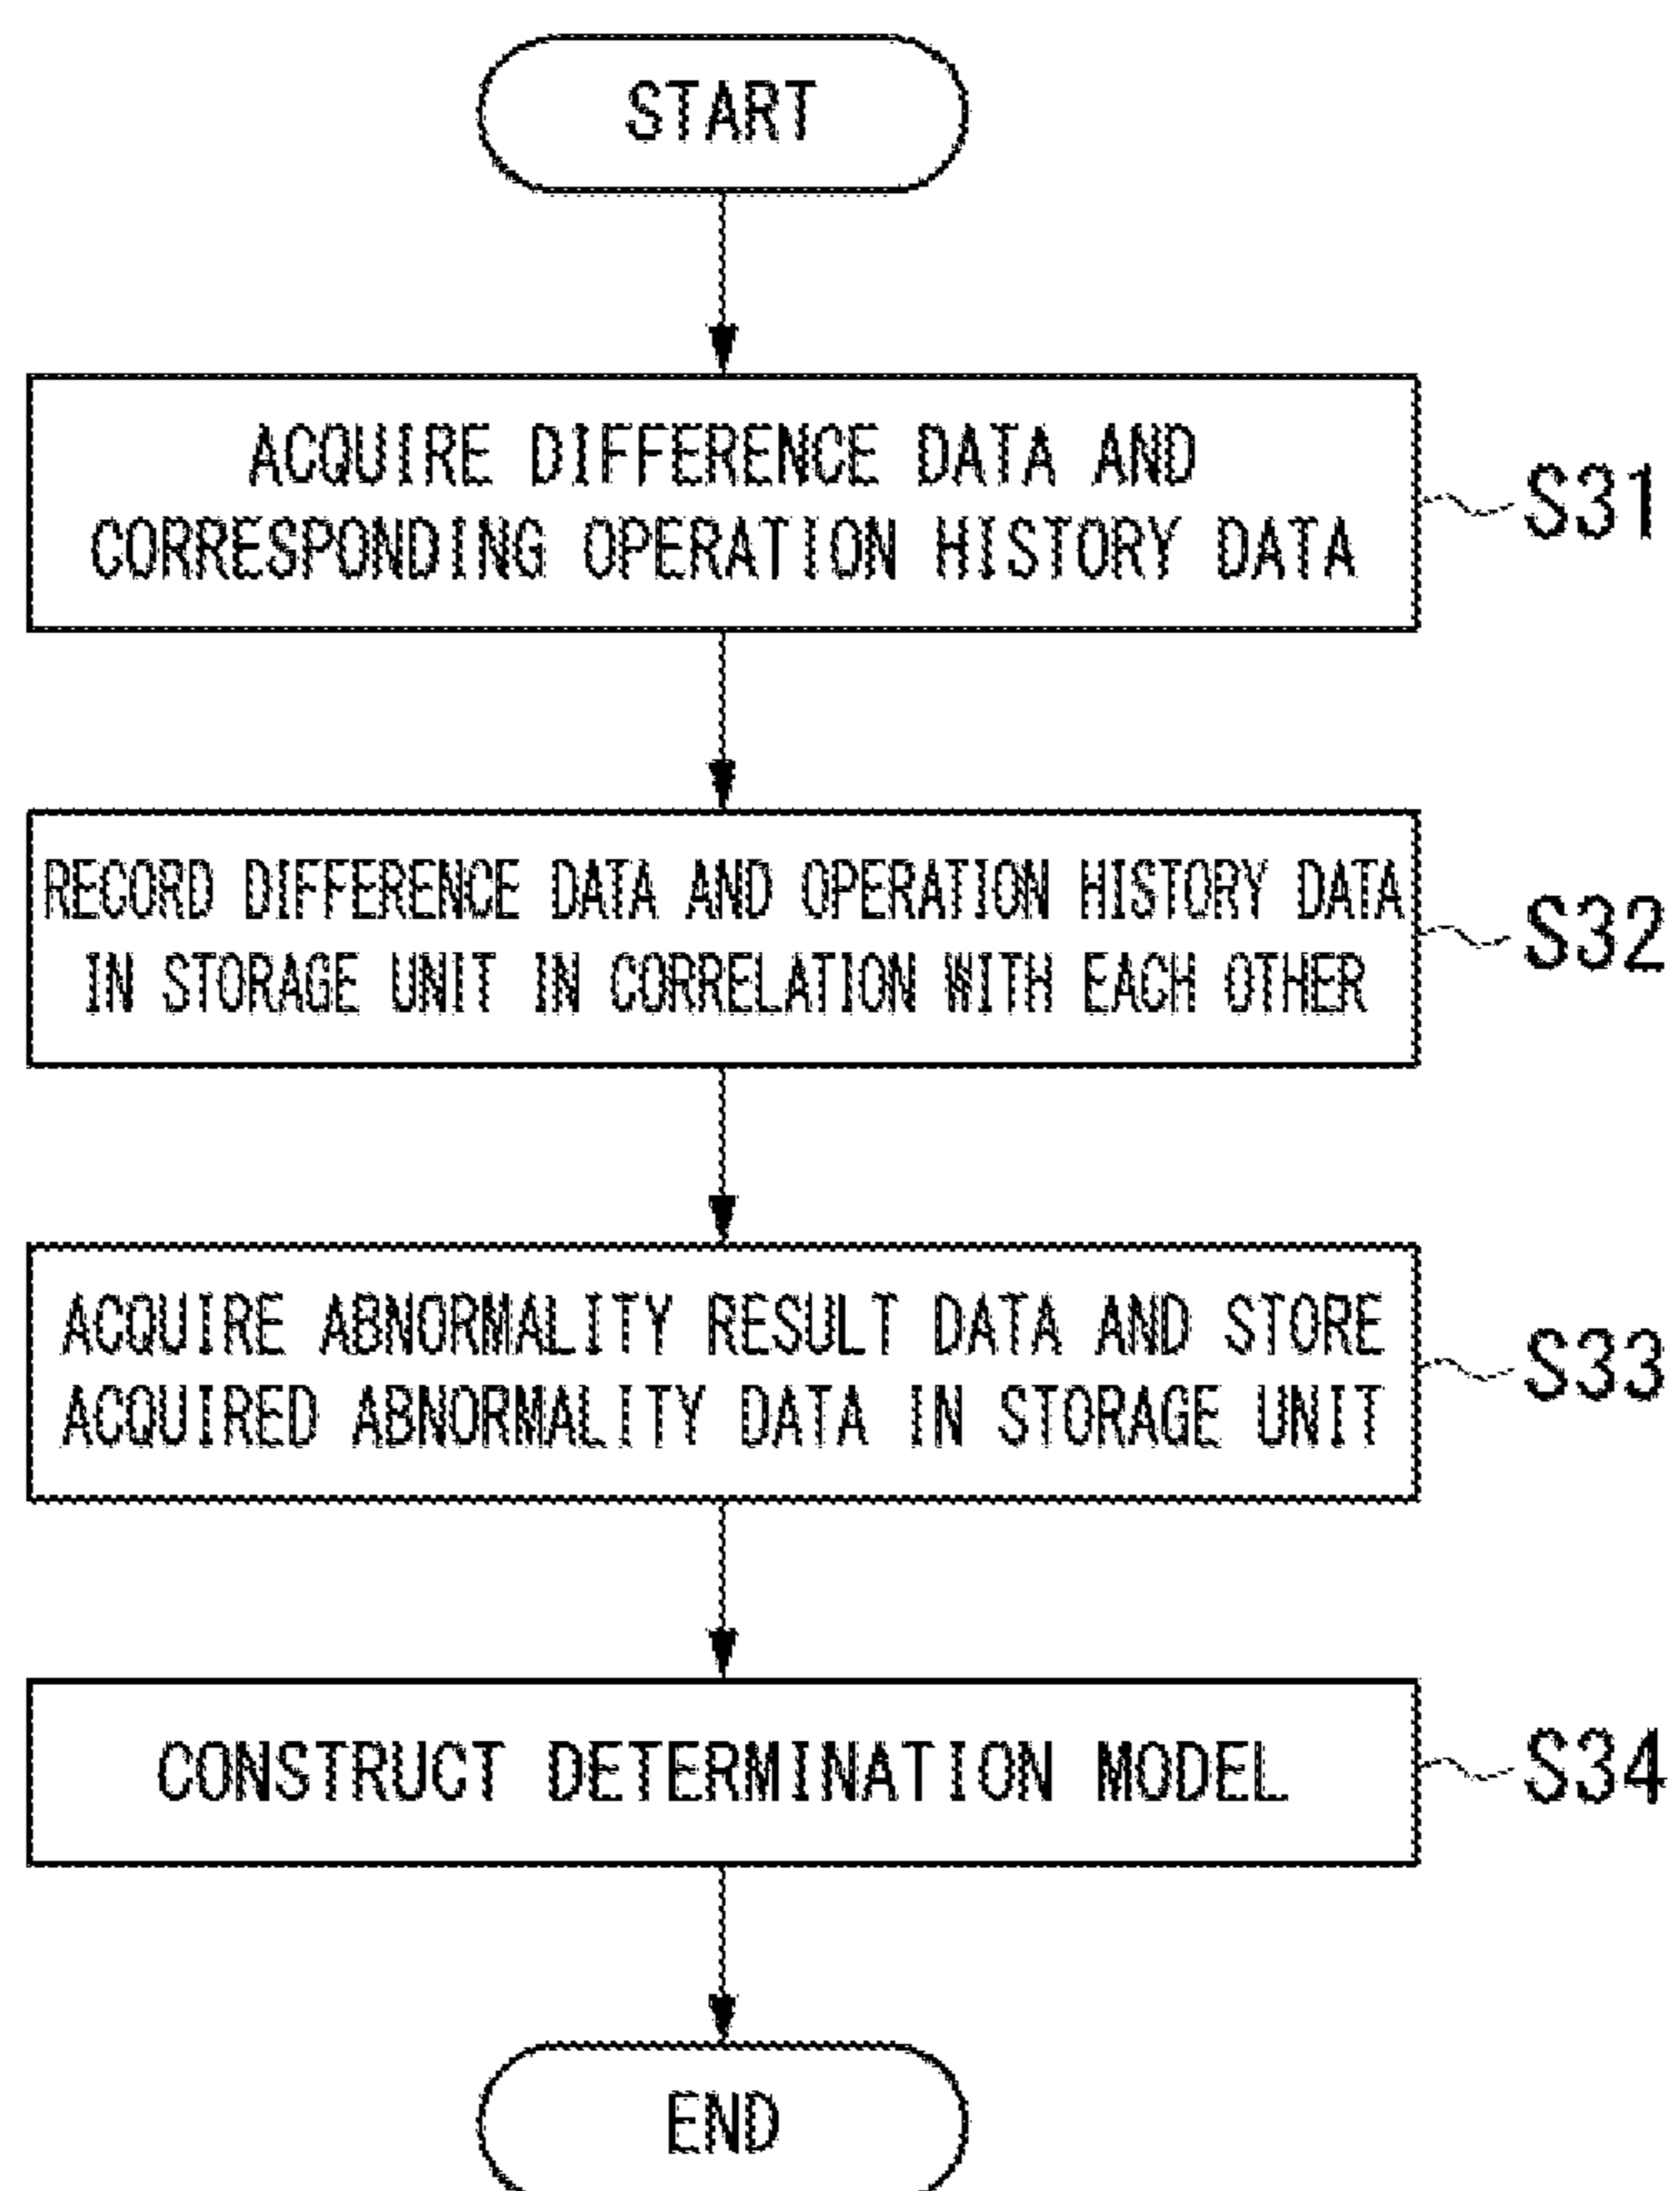 START
ACQUIRE DIFFERENCE DATA AND
CORRESPONDING OPERATION HISTORY DATA
S31
RECORD DIFFERENCE DATA AND OPERATION HISTORY DATA
IN STORAGE UNIT IN CORRELATION WITH EACH OTHER
S32
ACQUIRE ABNORMALITY RESULT DATA AND STORE
ACQUIRED ABNORMALITY DATA IN STORAGE UNIT
S33
CONSTRUCT DETERMINATION MODEL
S34
END